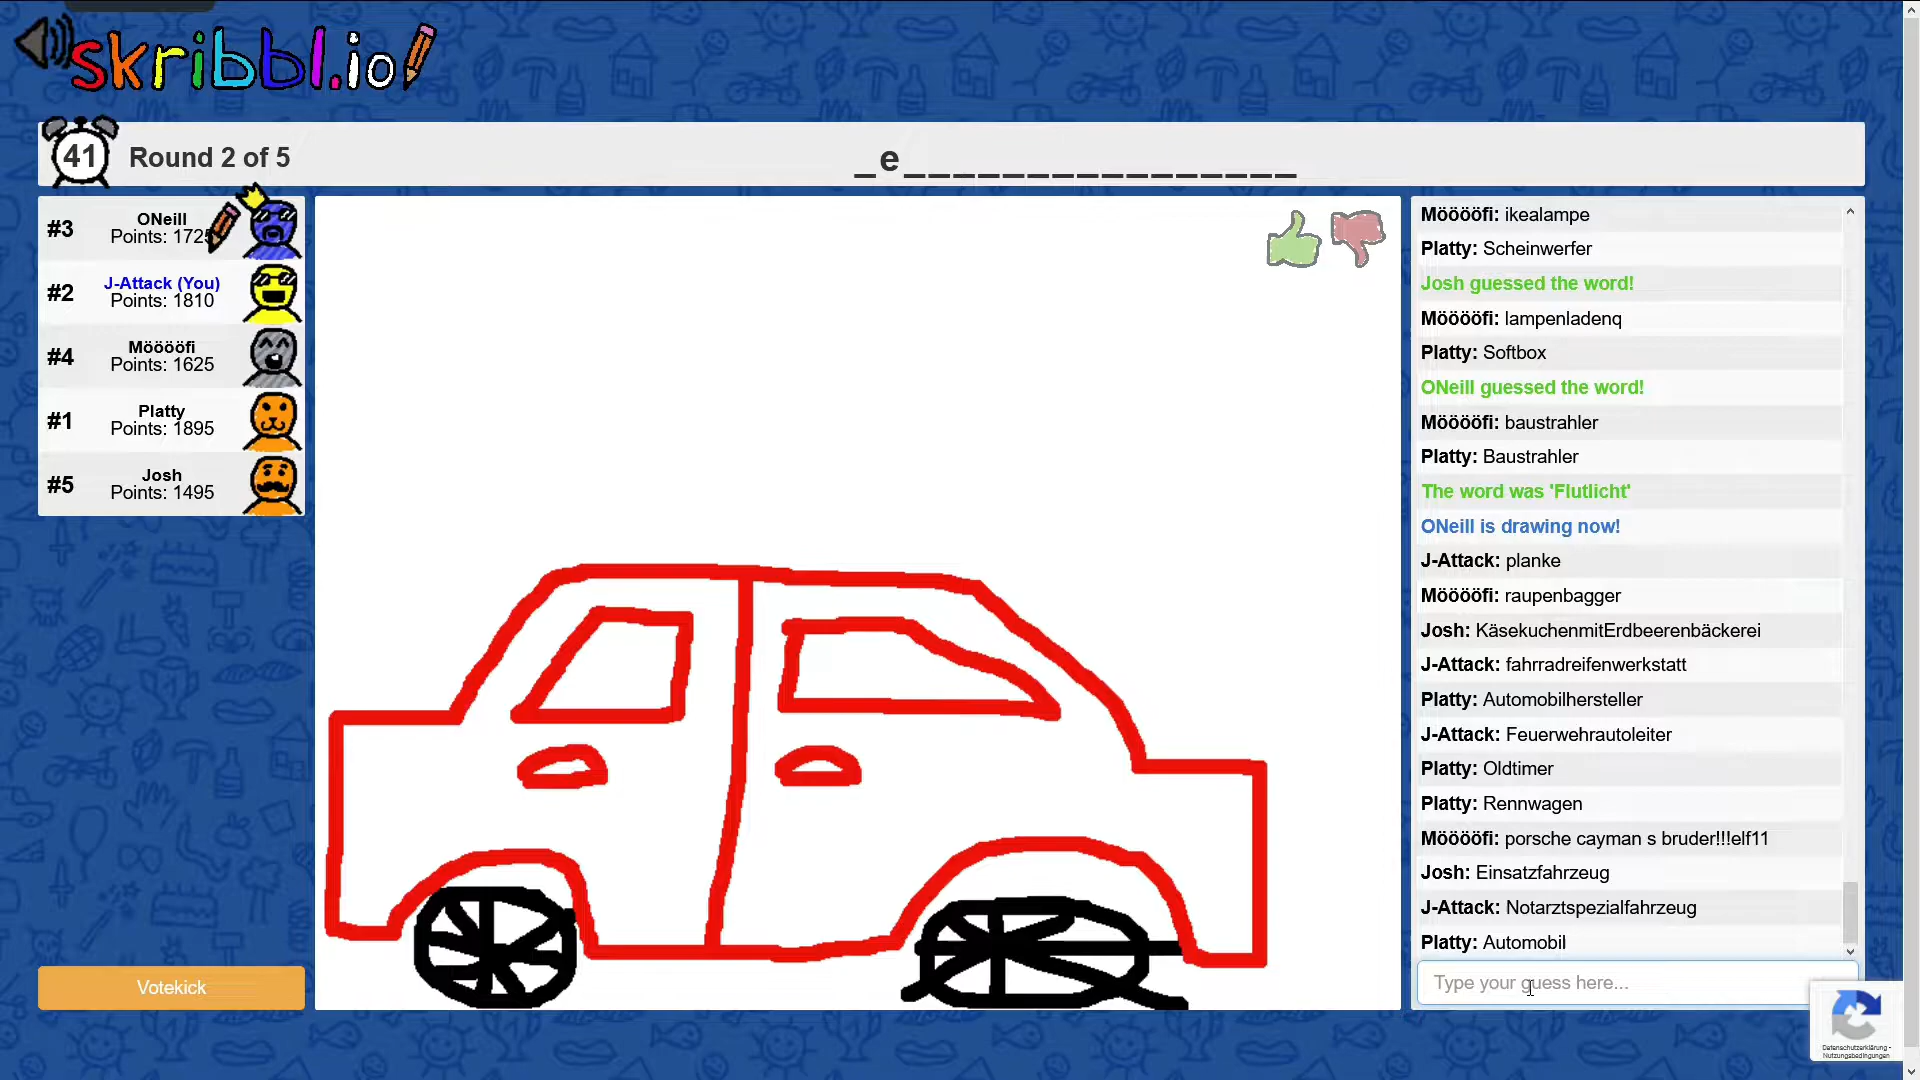 skribbl.io
41
Round 2 of 5
_e________________
#3
ONeill
Points: 1725
#2
J-Attack (You)
Points: 1810
#4
Mööööfi
Points: 1625
#1
Platty
Points: 1895
#5
Josh
Points: 1495
Votekick
Mööööfi: ikealampe
Platty: Scheinwerfer
Josh guessed the word!
Mööööfi: lampenladenq
Platty: Softbox
ONeill guessed the word!
Mööööfi: baustrahler
Platty: Baustrahler
The word was 'Flutlicht'
ONeill is drawing now!
J-Attack: planke
Mööööfi: raupenbagger
Josh: KäsekuchenmitErdbeerenbäckerei
J-Attack: fahrradreifenwerkstatt
Platty: Automobilhersteller
J-Attack: Feuerwehrautoleiter
Platty: Oldtimer
Platty: Rennwagen
Mööööfi: porsche cayman s bruder!!!elf11
Josh: Einsatzfahrzeug
J-Attack: Notarztspezialfahrzeug
Platty: Automobil
Type your guess here...
Datenschutzerklärung -
Nutzungsbedingungen